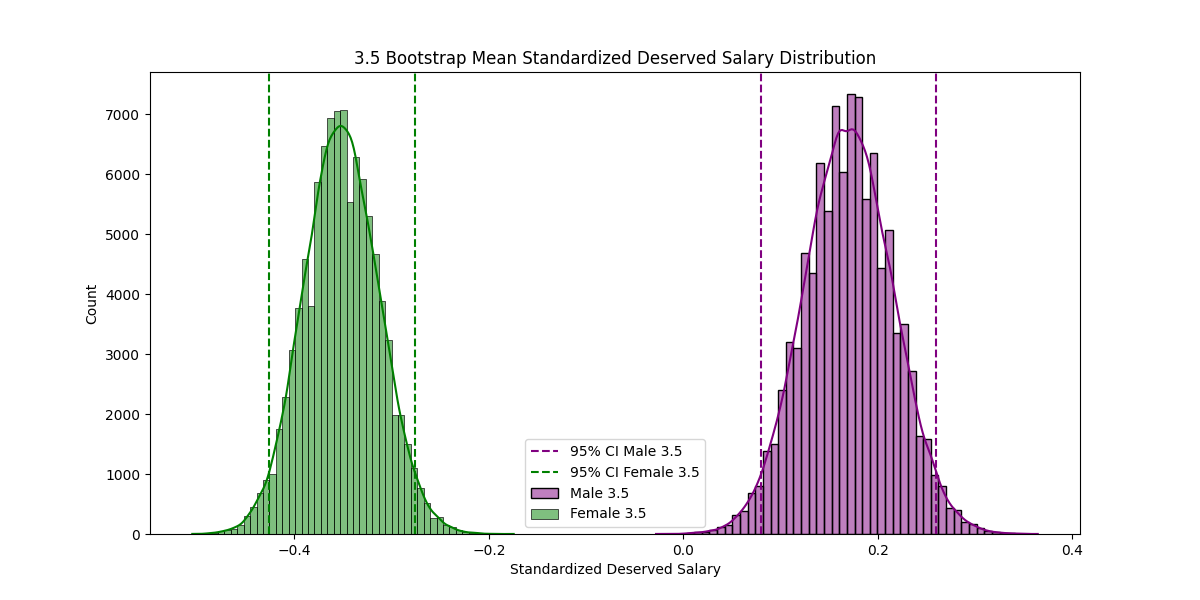 3.5 Bootstrap Mean Standardized Deserved Salary Distribution
7000
6000
5000
4000
3000
2000
1000
0
Count
95% CI Male 3.5
95% CI Female 3.5
Male 3.5
Female 3.5
−0.4
−0.2
0.0
0.2
0.4
Standardized Deserved Salary